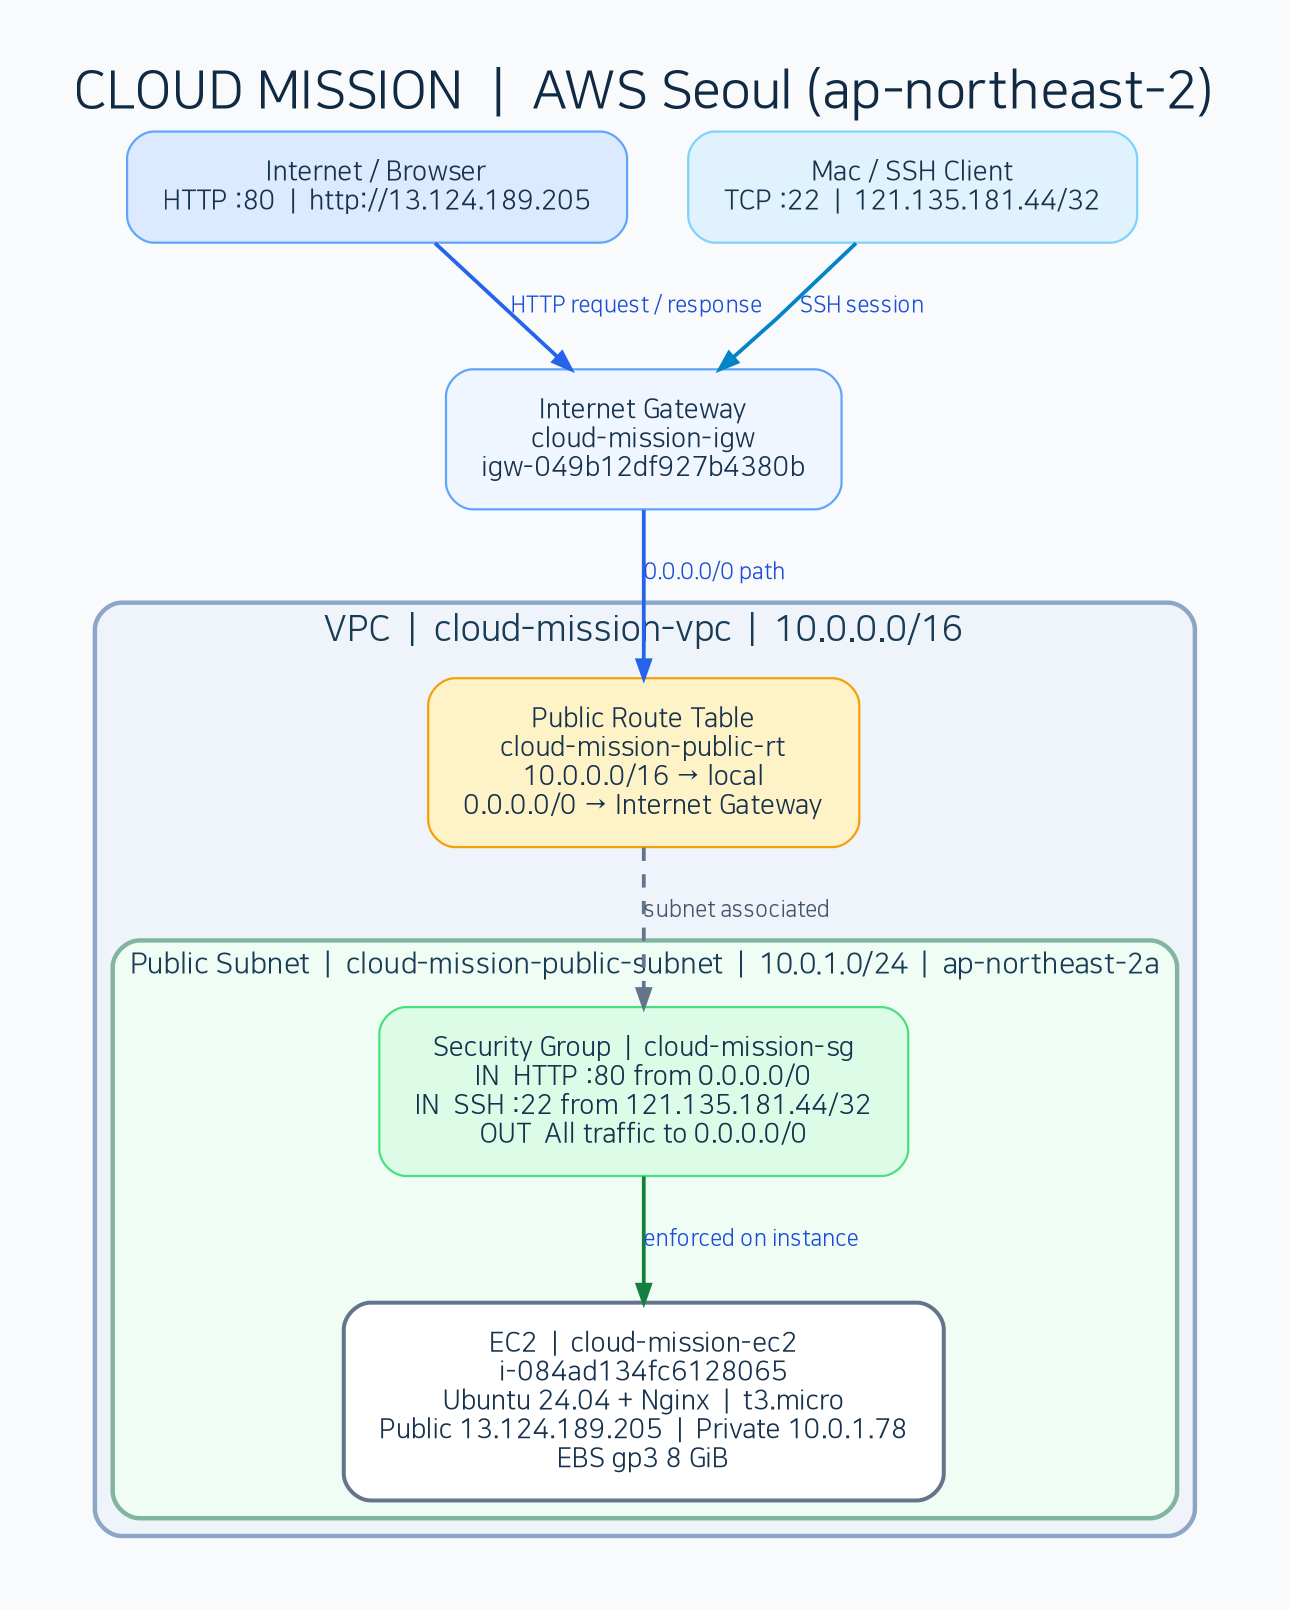 CLOUD MISSION | AWS Seoul (ap-northeast-2)
Internet / Browser
HTTP :80 | http://13.124.189.205
Mac / SSH Client
TCP :22 | 121.135.181.44/32
HTTP request / response
SSH session
Internet Gateway
cloud-mission-igw
igw-049b12df927b4380b
0.0.0.0/0 path
VPC | cloud-mission-vpc | 10.0.0.0/16
Public Route Table
cloud-mission-public-rt
10.0.0.0/16 → local
0.0.0.0/0 → Internet Gateway
subnet associated
Public Subnet | cloud-mission-public-subnet | 10.0.1.0/24 | ap-northeast-2a
Security Group | cloud-mission-sg
IN HTTP :80 from 0.0.0.0/0
IN SSH :22 from 121.135.181.44/32
OUT All traffic to 0.0.0.0/0
enforced on instance
EC2 | cloud-mission-ec2
i-084ad134fc6128065
Ubuntu 24.04 + Nginx | t3.micro
Public 13.124.189.205 | Private 10.0.1.78
EBS gp3 8 GiB